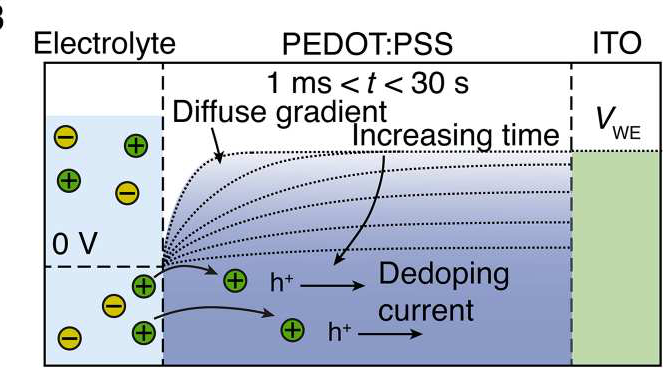 B
Electrolyte PEDOT:PSS ITO
1 ms < t < 30 s
Diffuse gradient
V_WE
Increasing time
0 V
Dedoping
h⁺
current
h⁺